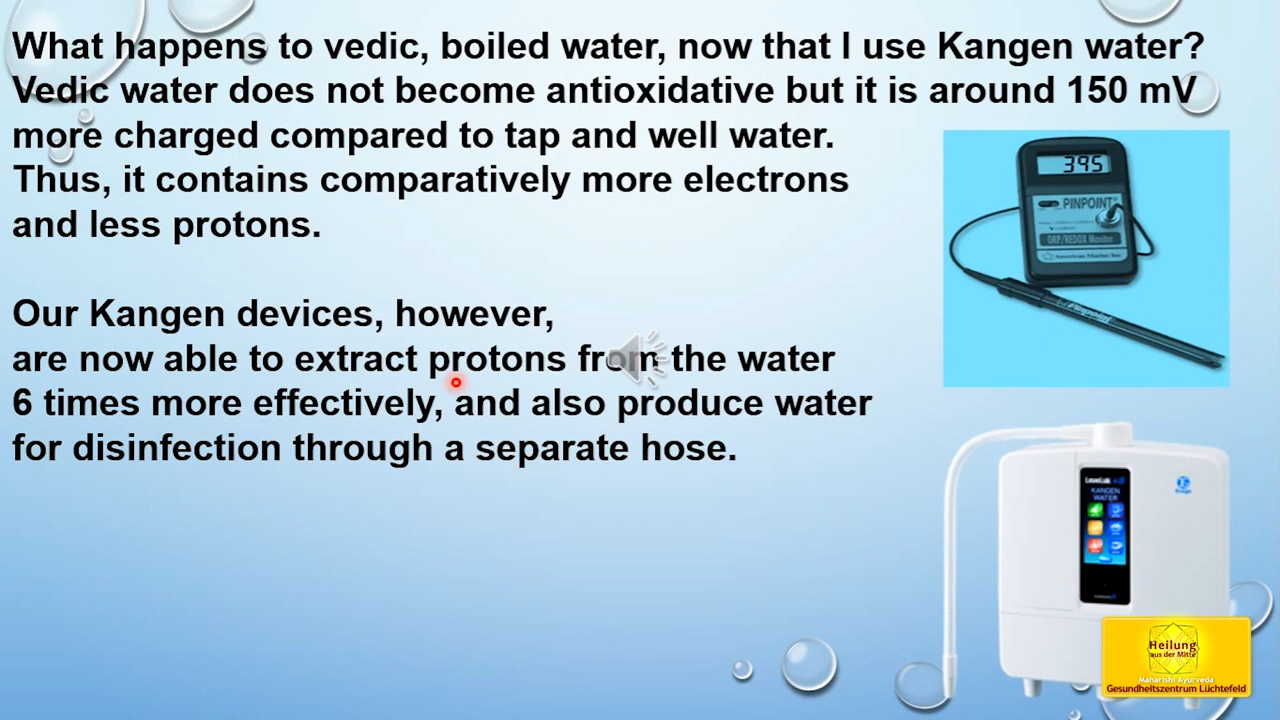 What happens to vedic, boiled water, now that I use Kangen water?
Vedic water does not become antioxidative but it is around 150 mV
more charged compared to tap and well water.
Thus, it contains comparatively more electrons
and less protons.
Our Kangen devices, however,
are now able to extract protons from the water
6 times more effectively, and also produce water
for disinfection through a separate hose.
395
PINPOINT
ORP/REDOX Monitor
American Marine Inc
KANGEN
WATER
Heilung
aus der Mitte
Maharishi Ayurveda
Gesundheitszentrum Lüchtefeld